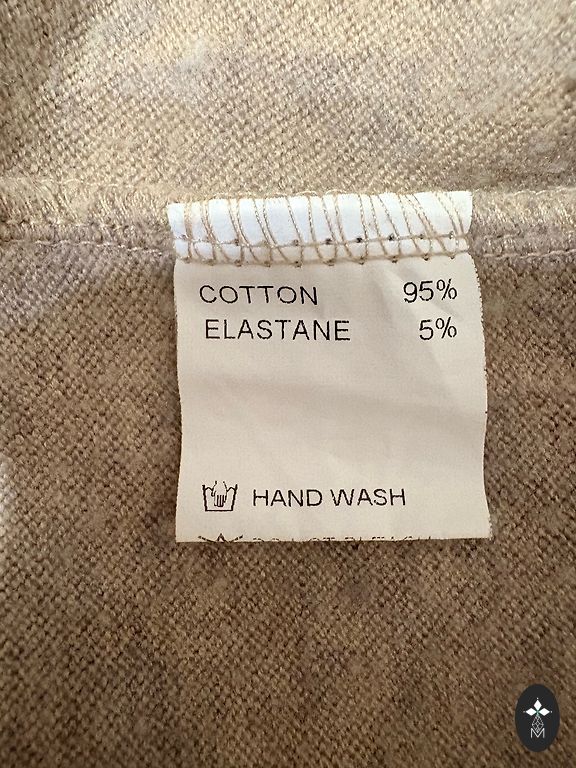 COTTON 95%
ELASTANE 5%
HAND WASH